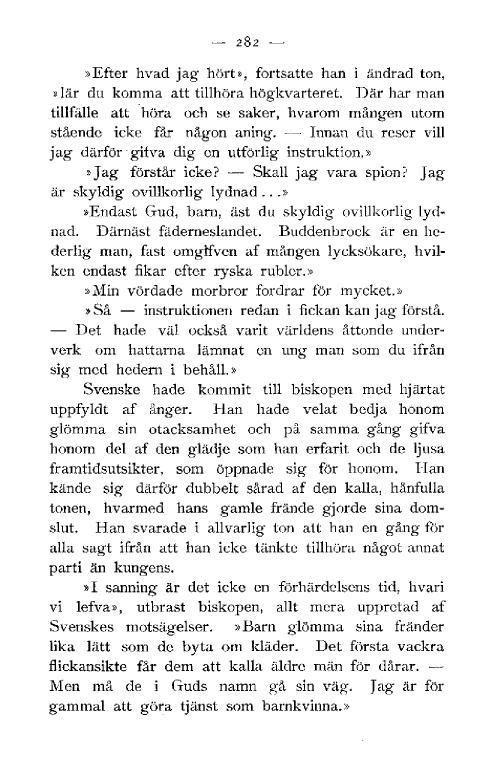 — 282 —
»Efter hvad jag hört», fortsatte han i ändrad ton,
»lär du komma att tillhöra högkvarteret. Där har man
tillfälle att höra och se saker, hvarom mången utom
stående icke får någon aning. — Innan du reser vill
jag därför gifva dig en utförlig instruktion.»
»Jag förstår icke? — Skall jag vara spion? Jag
är skyldig ovillkorlig lydnad . . .»
»Endast Gud, barn, äst du skyldig ovillkorlig lyd-
nad. Därnäst fäderneslandet. Buddenbrock är en he-
derlig man, fast omgifven af mången lycksökare, hvil-
ken endast fikar efter ryska rubler.»
»Min vördade morbror fordrar för mycket.»
»Så — instruktionen redan i fickan kan jag förstå.
— Det hade väl också varit världens åttonde under-
verk om hattarna lämnat en ung man som du ifrån
sig med hedern i behåll.»
Svenske hade kommit till biskopen med hjärtat
uppfyldt af ånger. Han hade velat bedja honom
glömma sin otacksamhet och på samma gång gifva
honom del af den glädje som han erfarit och de ljusa
framtidsutsikter, som öppnade sig för honom. Han
kände sig därför dubbelt sårad af den kalla, hånfulla
tonen, hvarmed hans gamle frände gjorde sina dom-
slut. Han svarade i allvarlig ton att han en gång för
alla sagt ifrån att han icke tänkte tillhöra något annat
parti än kungens.
»I sanning är det icke en förhärdelsens tid, hvari
vi lefva», utbrast biskopen, allt mera uppretad af
Svenskes motsägelser. »Barn glömma sina fränder
lika lätt som de byta om kläder. Det första vackra
flickansikte får dem att kalla äldre män för dårar. —
Men må de i Guds namn gå sin väg. Jag är för
gammal att göra tjänst som barnkvinna.»